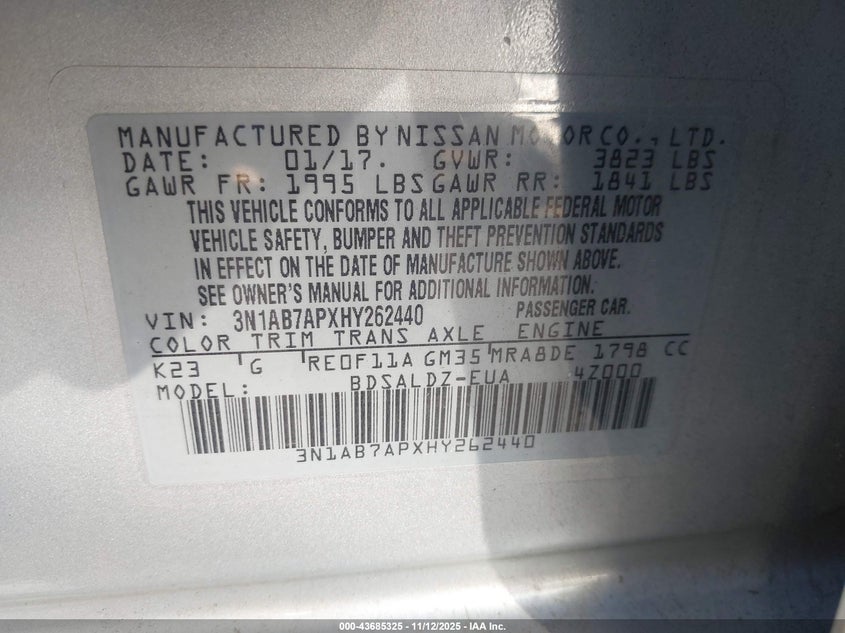 MANUFACTURED BY NISSAN MOTOR CO., LTD.
DATE: 01/17. GVWR: 3823 LBS
GAWR FR: 1995 LBS GAWR RR: 1841 LBS
THIS VEHICLE CONFORMS TO ALL APPLICABLE FEDERAL MOTOR
VEHICLE SAFETY, BUMPER AND THEFT PREVENTION STANDARDS
IN EFFECT ON THE DATE OF MANUFACTURE SHOWN ABOVE.
SEE OWNER'S MANUAL FOR ADDITIONAL INFORMATION.
VIN: 3N1AB7APXHY262440 PASSENGER CAR.
COLOR TRIM TRANS AXLE ENGINE
K23 G RE0F11A GM35 MRA8DE 1798 CC
MODEL: BDSALDZ-EUA 4Z000
3N1AB7APXHY262440
000-43685325 | 11/12/2025 | IAA Inc.